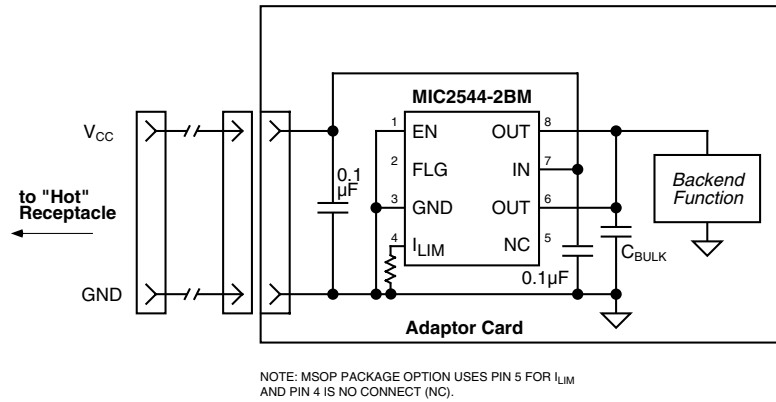 MIC2544-2BM
VCC
1 EN OUT 8
0.1
µF
2 FLG IN 7
to "Hot"
Receptacle
Backend
Function
3 GND OUT 6
4 ILIM NC 5
CBULK
0.1µF
GND
Adaptor Card
NOTE: MSOP PACKAGE OPTION USES PIN 5 FOR ILIM
AND PIN 4 IS NO CONNECT (NC).